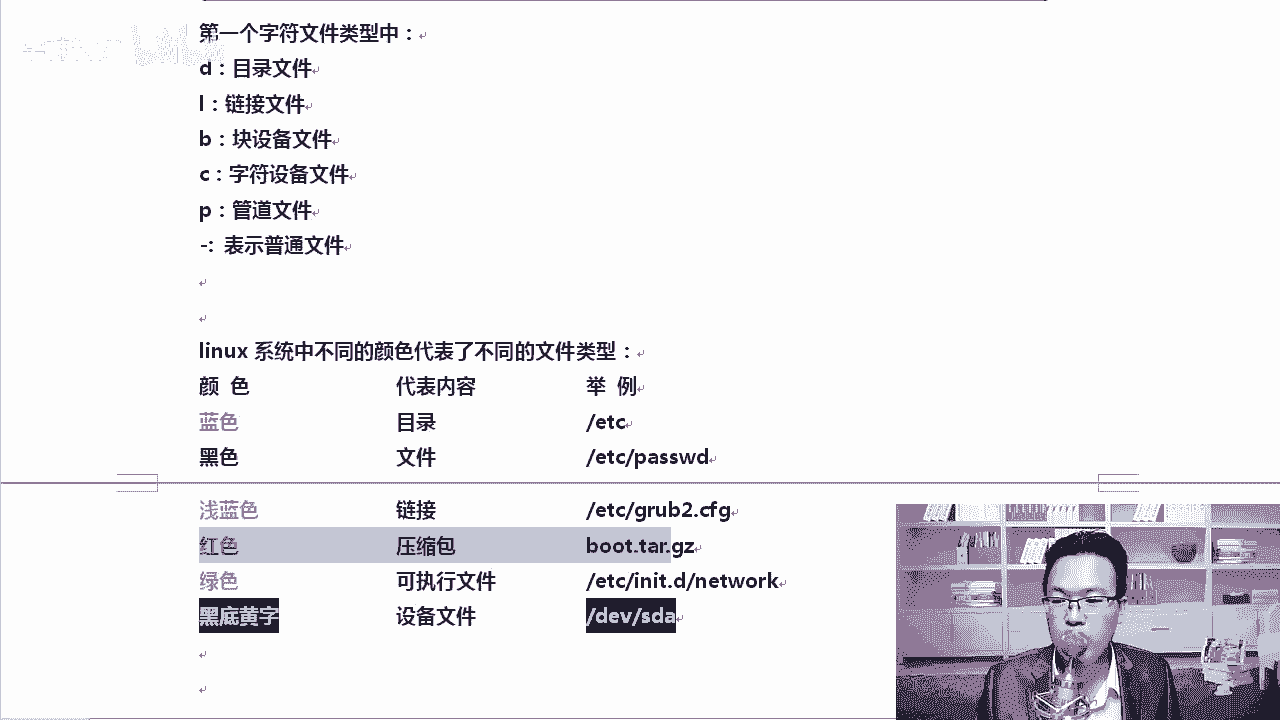 第一个字符文件类型中：
d：目录文件
l：链接文件
b：块设备文件
c：字符设备文件
p：管道文件
-: 表示普通文件
linux 系统中不同的颜色代表了不同的文件类型：
颜 色 代表内容 举 例
蓝色 目录 /etc
黑色 文件 /etc/passwd
浅蓝色 链接 /etc/grub2.cfg
红色 压缩包 boot.tar.gz
绿色 可执行文件 /etc/init.d/network
黑底黄字 设备文件 /dev/sda